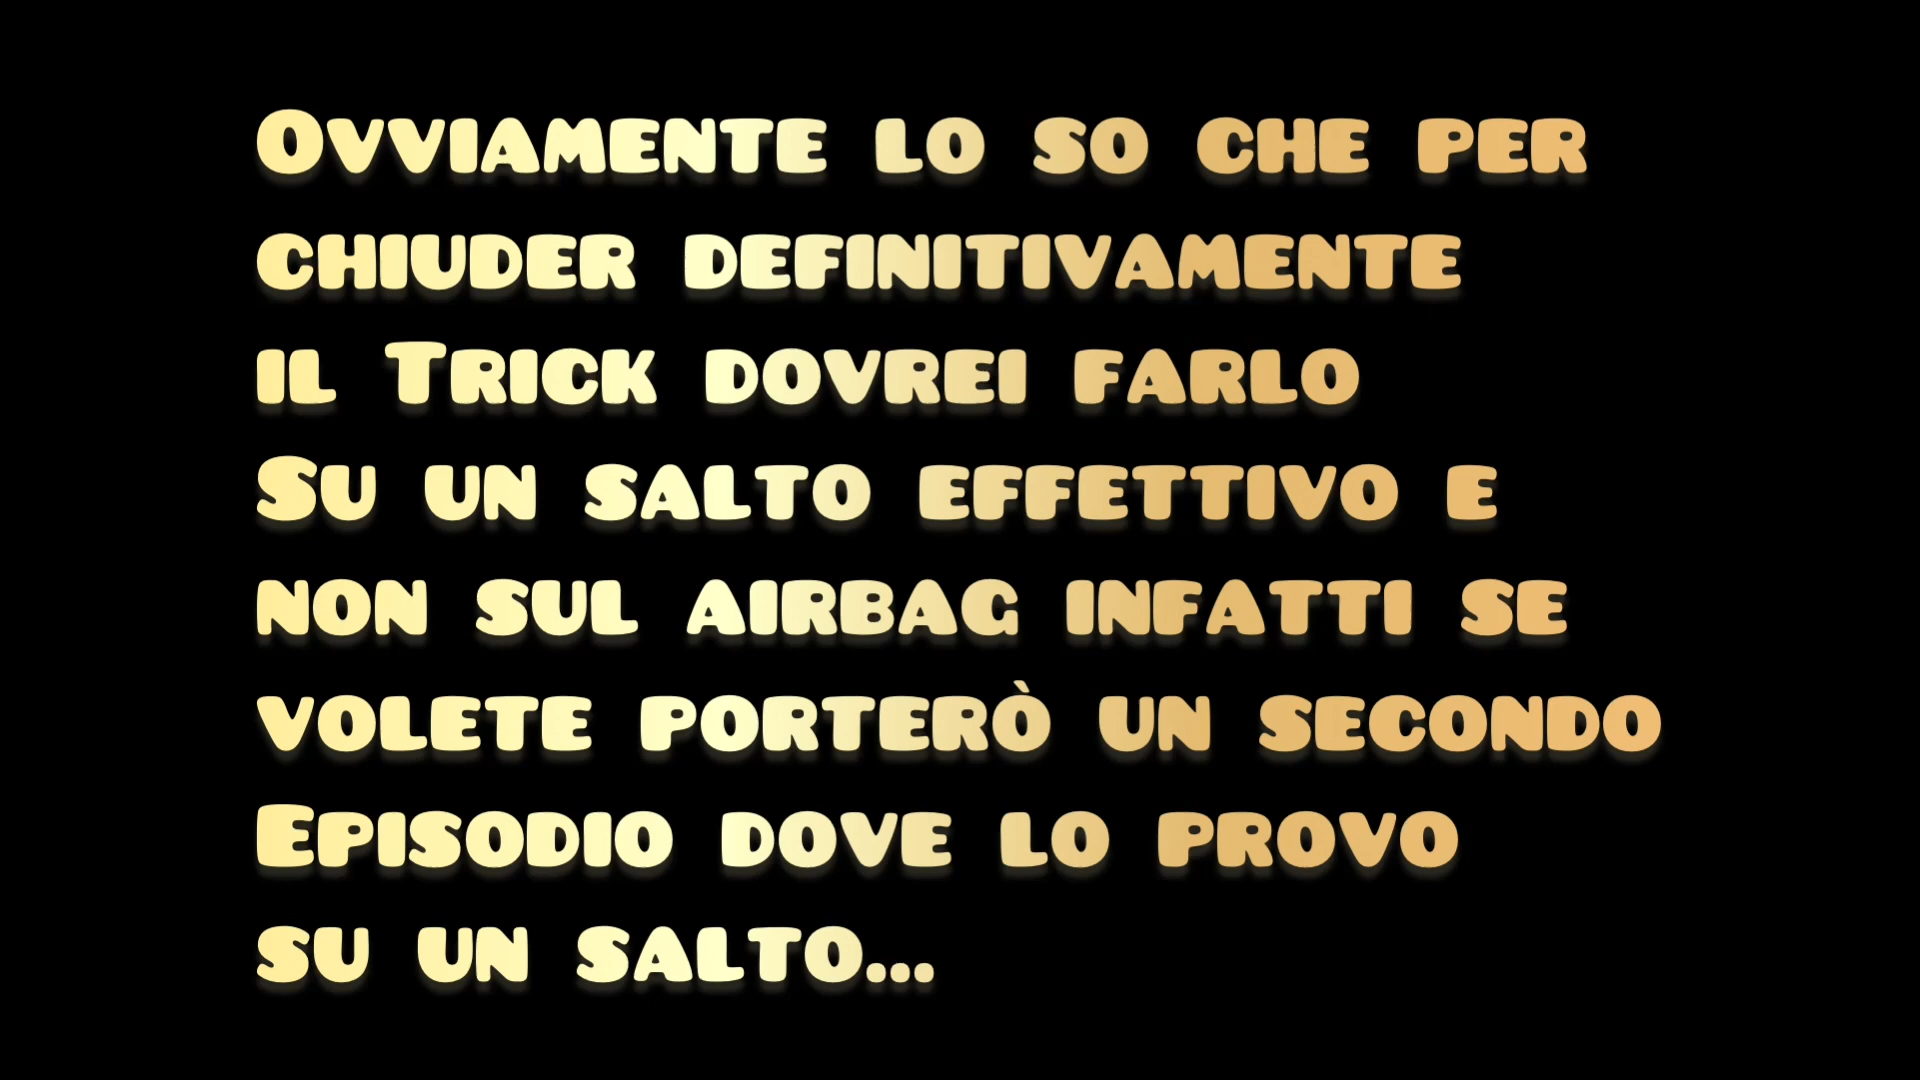 Ovviamente lo so che per
chiuder definitivamente
il Trick dovrei farlo
Su un salto effettivo e
non sul airbag infatti se
volete porterò un secondo
Episodio dove lo provo
su un salto...